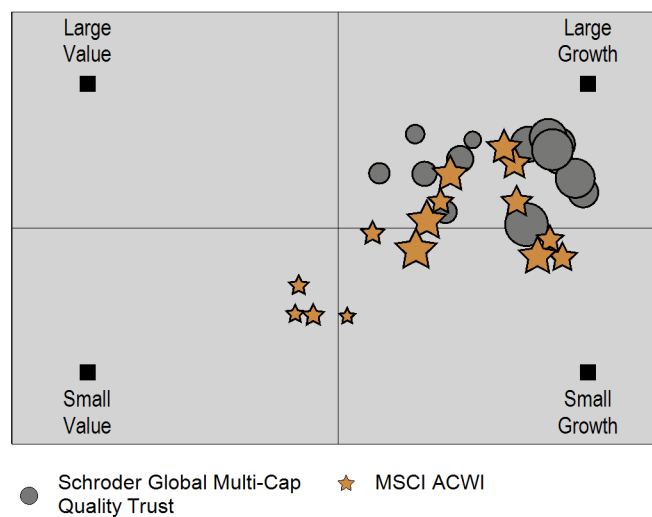 Large
Value
Large
Growth
Small
Value
Small
Growth
Schroder Global Multi-Cap
Quality Trust
MSCI ACWI